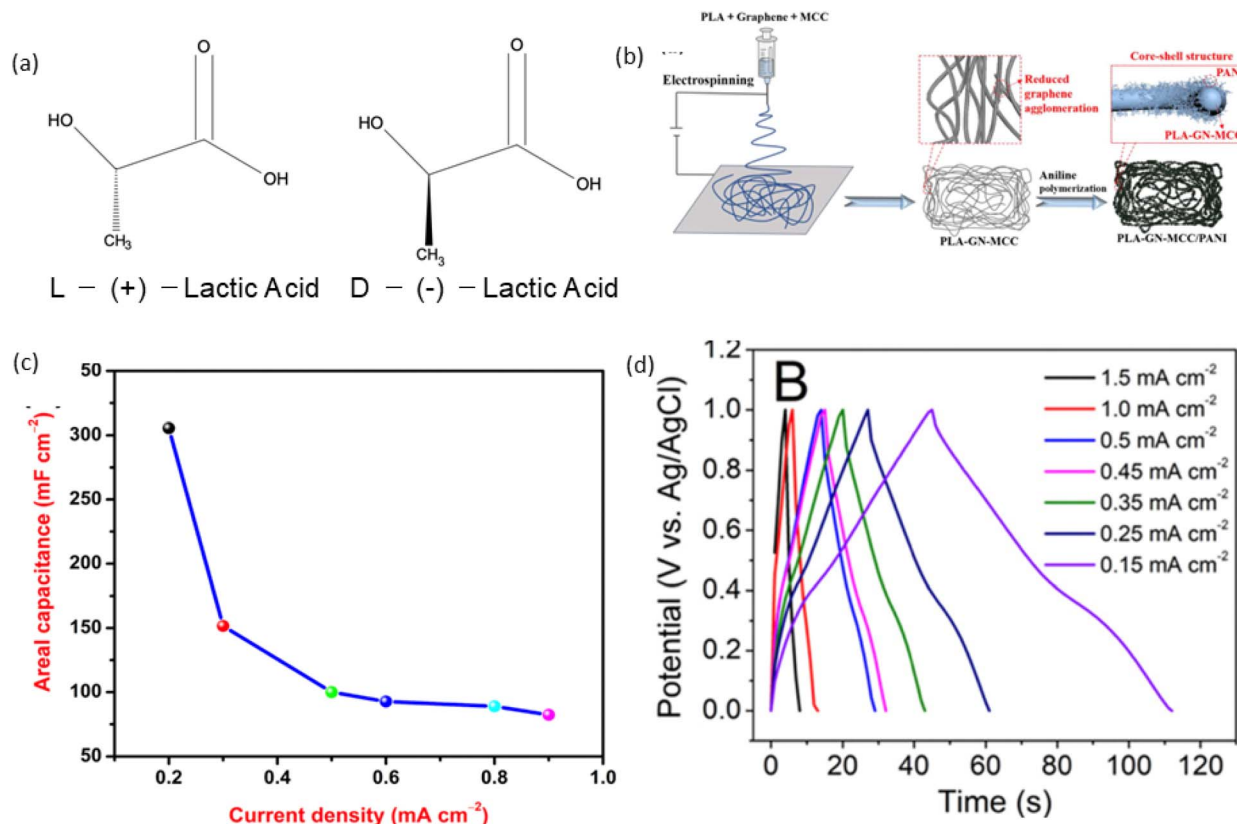 (a)
O
HO
OH
CH₃
L – (+) – Lactic Acid
O
HO
OH
CH₃
D – (-) – Lactic Acid
(b)
PLA + Graphene + MCC
Electrospinning
Reduced
graphene
agglomeration
PLA-GN-MCC
Aniline
polymerization
Core-shell structure
PAN
PLA-GN-MCC
PLA-GN-MCC/PANI
(c)
Areal capacitance (mF cm⁻²)
50
300
250
200
150
100
50
0.2
0.4
0.6
0.8
1.0
Current density (mA cm⁻²)
(d)
B
Potential (V vs. Ag/AgCl)
1.2
1.0
0.8
0.6
0.4
0.2
0.0
1.5 mA cm⁻²
1.0 mA cm⁻²
0.5 mA cm⁻²
0.45 mA cm⁻²
0.35 mA cm⁻²
0.25 mA cm⁻²
0.15 mA cm⁻²
0
20
40
60
80
100
120
Time (s)